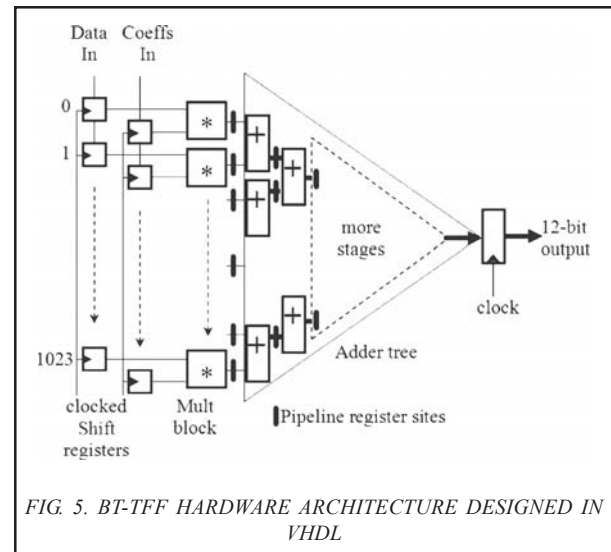 Data Coeffs
In In
0
*
+
+
1
*
+
more
stages
12-bit
output
clock
+
+
Adder tree
1023
*
clocked
Shift
registers
Mult
block
Pipeline register sites
FIG. 5. BT-TFF HARDWARE ARCHITECTURE DESIGNED IN
VHDL